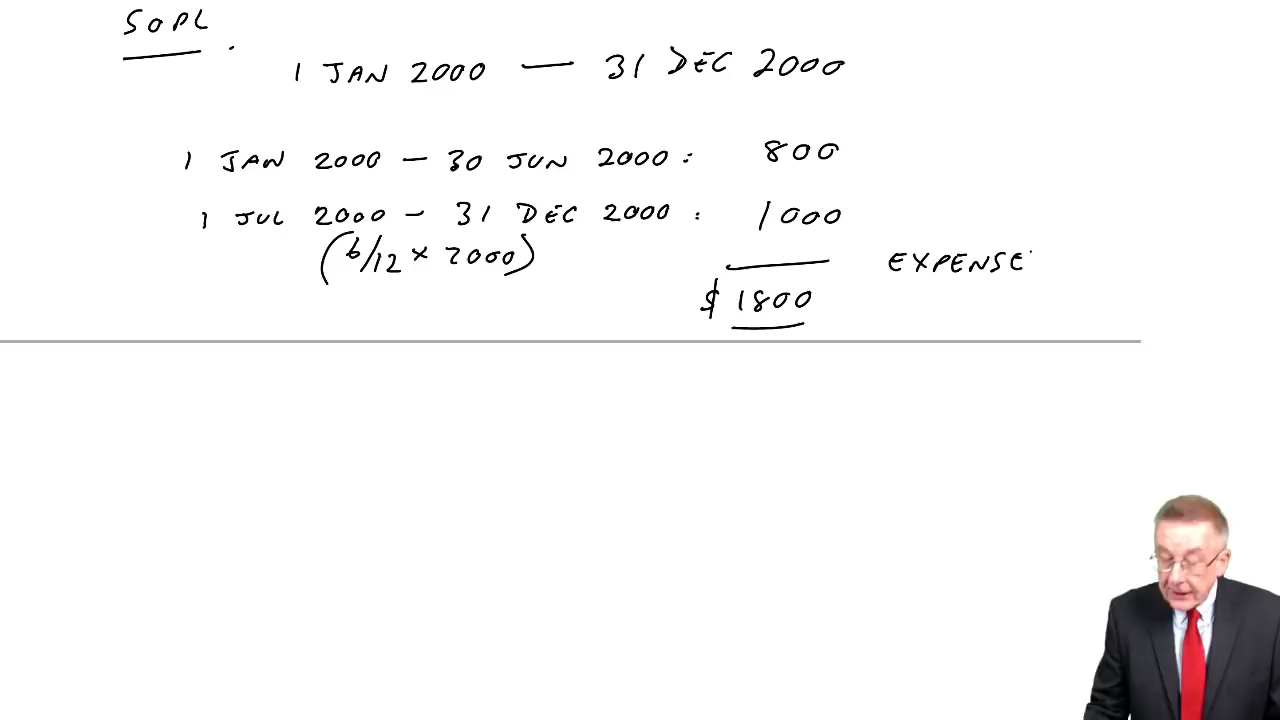 SOPL
1 JAN 2000 — 31 DEC 2000
1 JAN 2000 — 30 JUN 2000 : 800
1 JUL 2000 — 31 DEC 2000 : 1000
(6/12 × 2000)
EXPENSE
$ 1800